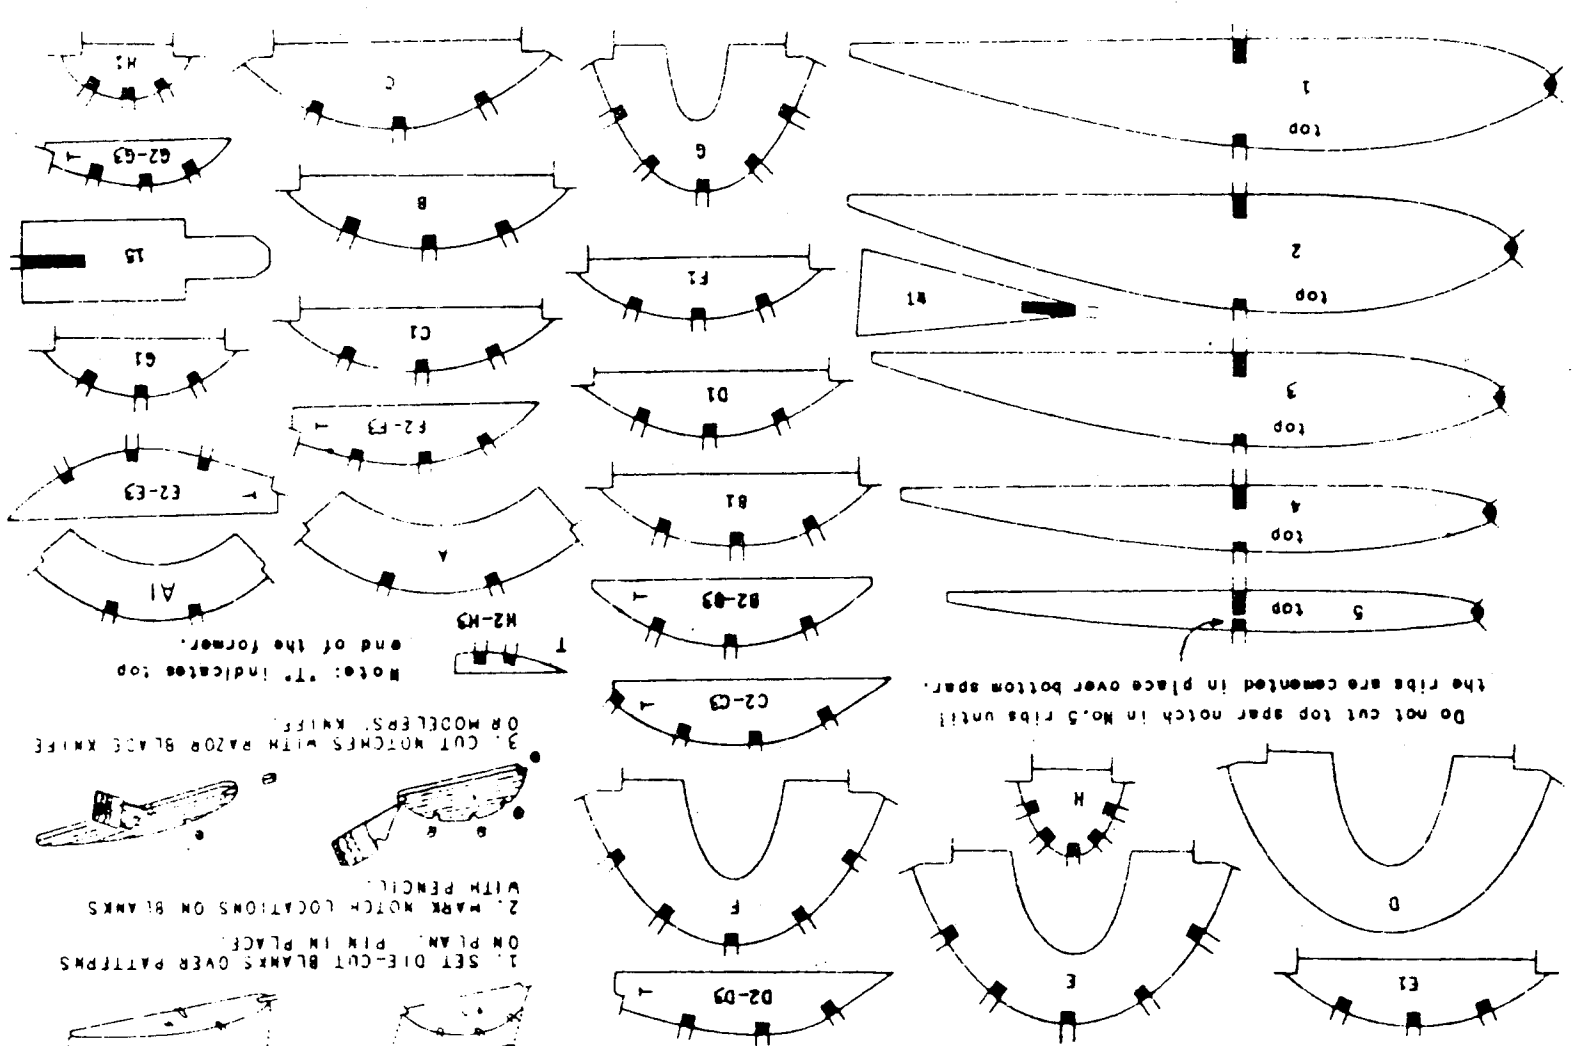 1. SET DIE-CUT BLANKS OVER PATTERNS
ON PLAN. PIN IN PLACE.
2. MARK NOTCH LOCATIONS ON BLANKS
WITH PENCIL.
3. CUT NOTCHES WITH RAZOR BLADE KNIFE
OR MODELERS' KNIFE.
Note: "T" indicates top
end of the former.
E1
E
D2-D3
T
D
F
H
Do not cut top spar notch in No.5 ribs until
the ribs are cemented in place over bottom spar.
C2-C3
T
5
top
B2-B3
T
H2-H3
T
A1
A
top
4
B1
E2-E3
T
top
3
D1
F2-F3
T
G1
C1
top
2
WT
F1
15
B
top
1
G
G2-G3
T
C
H1